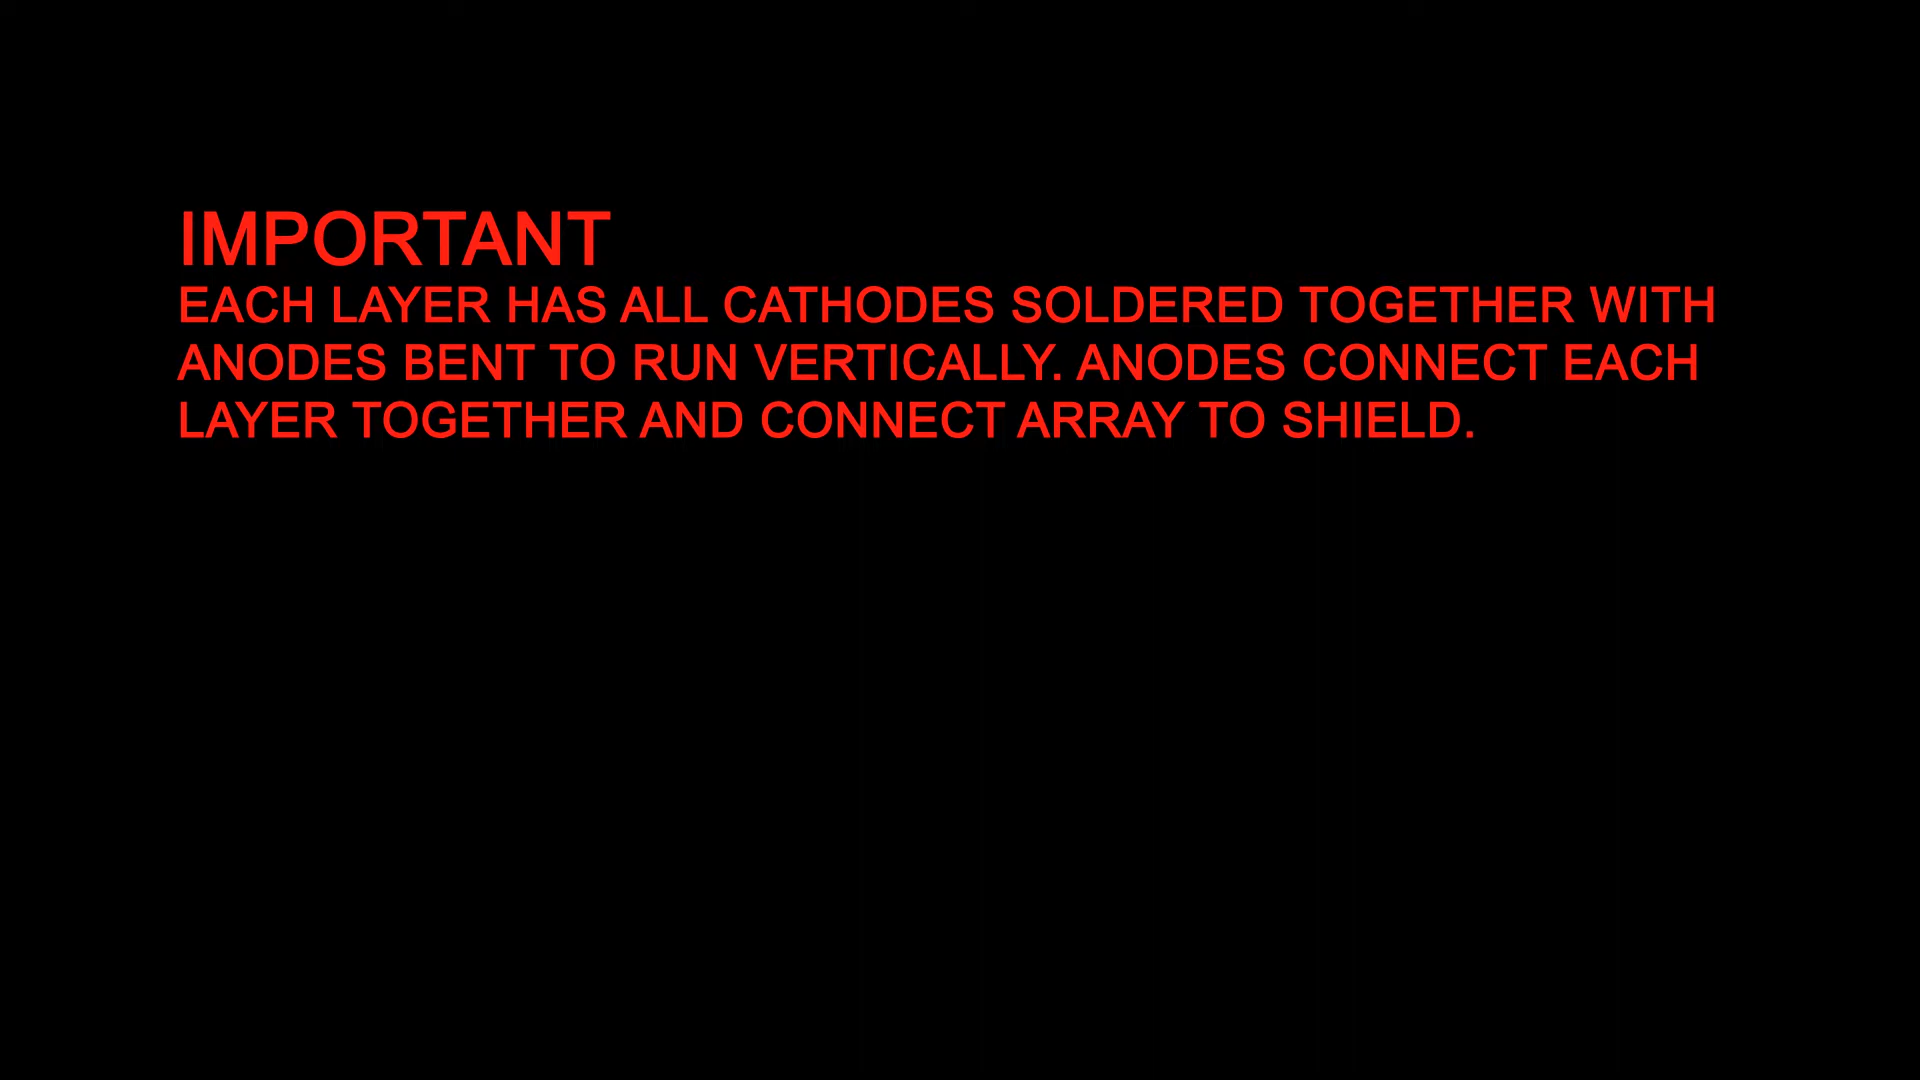 IMPORTANT
EACH LAYER HAS ALL CATHODES SOLDERED TOGETHER WITH
ANODES BENT TO RUN VERTICALLY. ANODES CONNECT EACH
LAYER TOGETHER AND CONNECT ARRAY TO SHIELD.